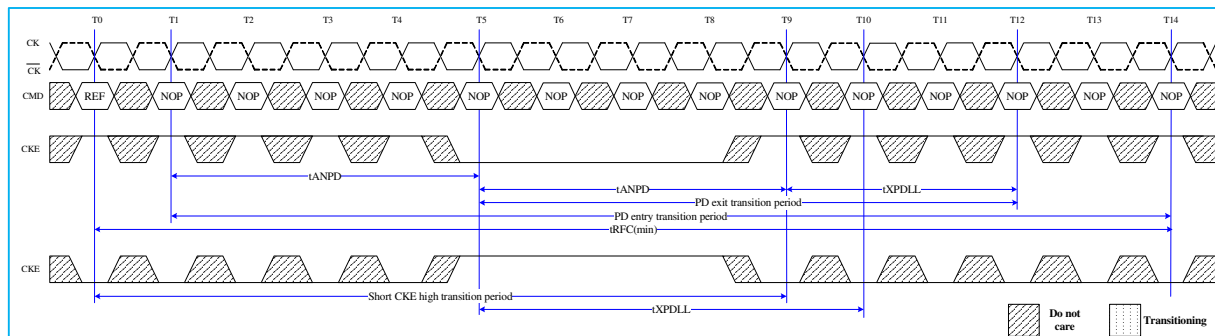 T0 T1 T2 T3 T4 T5 T6 T7 T8 T9 T10 T11 T12 T13 T14
CK
CK
CMD REF NOP NOP NOP NOP NOP NOP NOP NOP NOP NOP NOP NOP NOP NOP
CKE
tANPD
tANPD tXPDLL
PD exit transition period
PD entry transition period
tRFC(min)
CKE
Short CKE high transition period
tXPDLL
Do not care
Transitioning